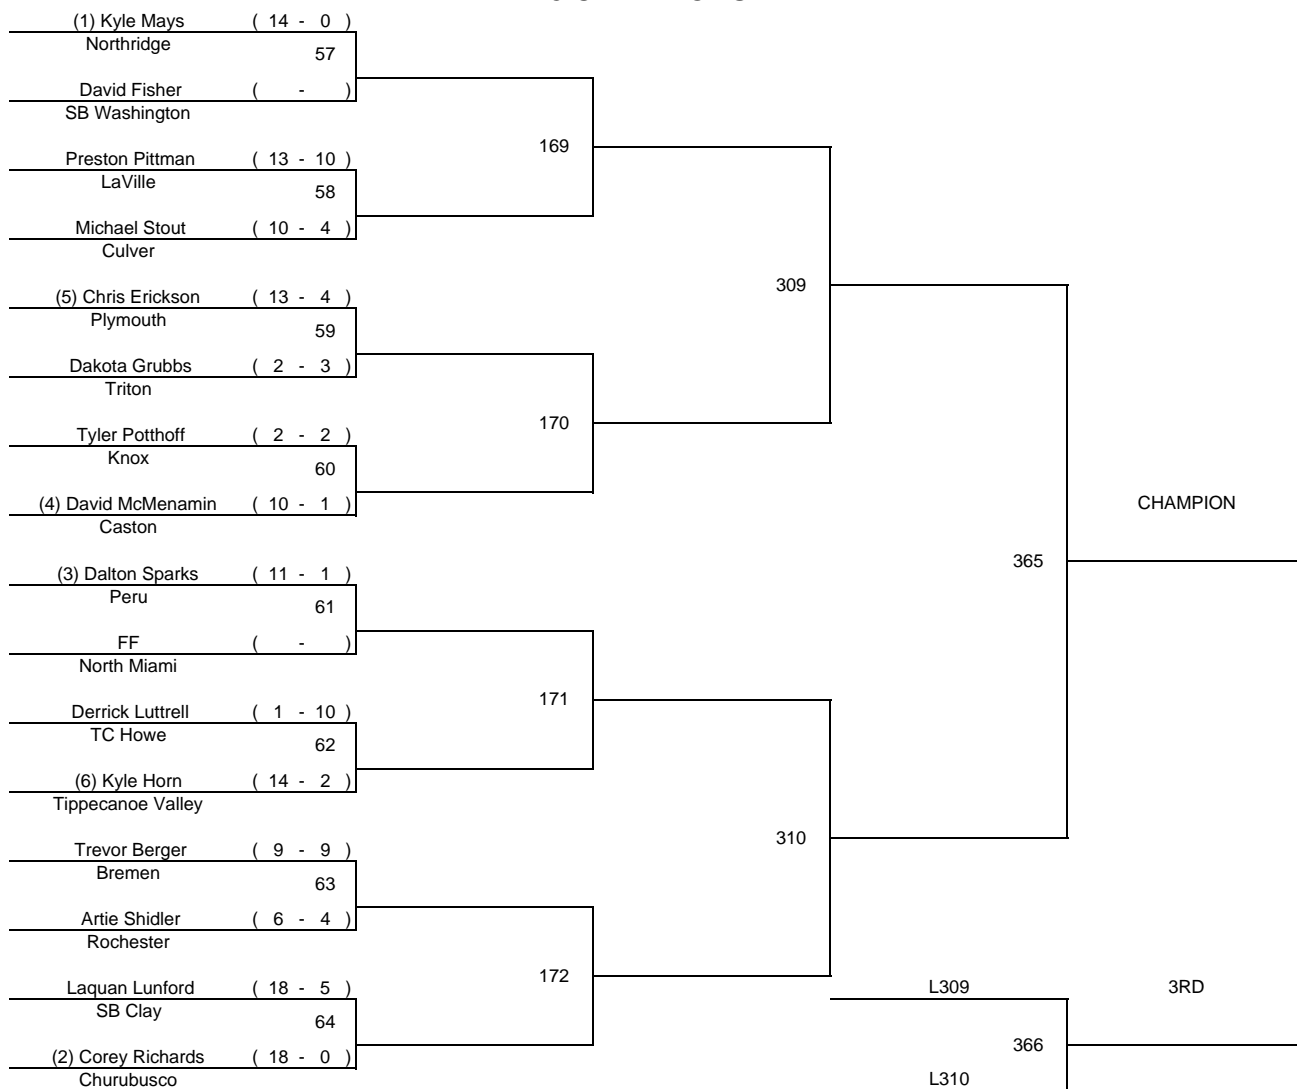 (1) Kyle Mays ( 14 - 0 )
Northridge
57
David Fisher ( - )
SB Washington
169
Preston Pittman ( 13 - 10 )
LaVille
58
Michael Stout ( 10 - 4 )
Culver
309
(5) Chris Erickson ( 13 - 4 )
Plymouth
59
Dakota Grubbs ( 2 - 3 )
Triton
170
Tyler Potthoff ( 2 - 2 )
Knox
60
(4) David McMenamin ( 10 - 1 )
Caston
CHAMPION
365
(3) Dalton Sparks ( 11 - 1 )
Peru
61
FF ( - )
North Miami
171
Derrick Luttrell ( 1 - 10 )
TC Howe
62
(6) Kyle Horn ( 14 - 2 )
Tippecanoe Valley
310
Trevor Berger ( 9 - 9 )
Bremen
63
Artie Shidler ( 6 - 4 )
Rochester
172
Laquan Lunford ( 18 - 5 )
SB Clay
64
(2) Corey Richards ( 18 - 0 )
Churubusco
L309
3RD
366
L310